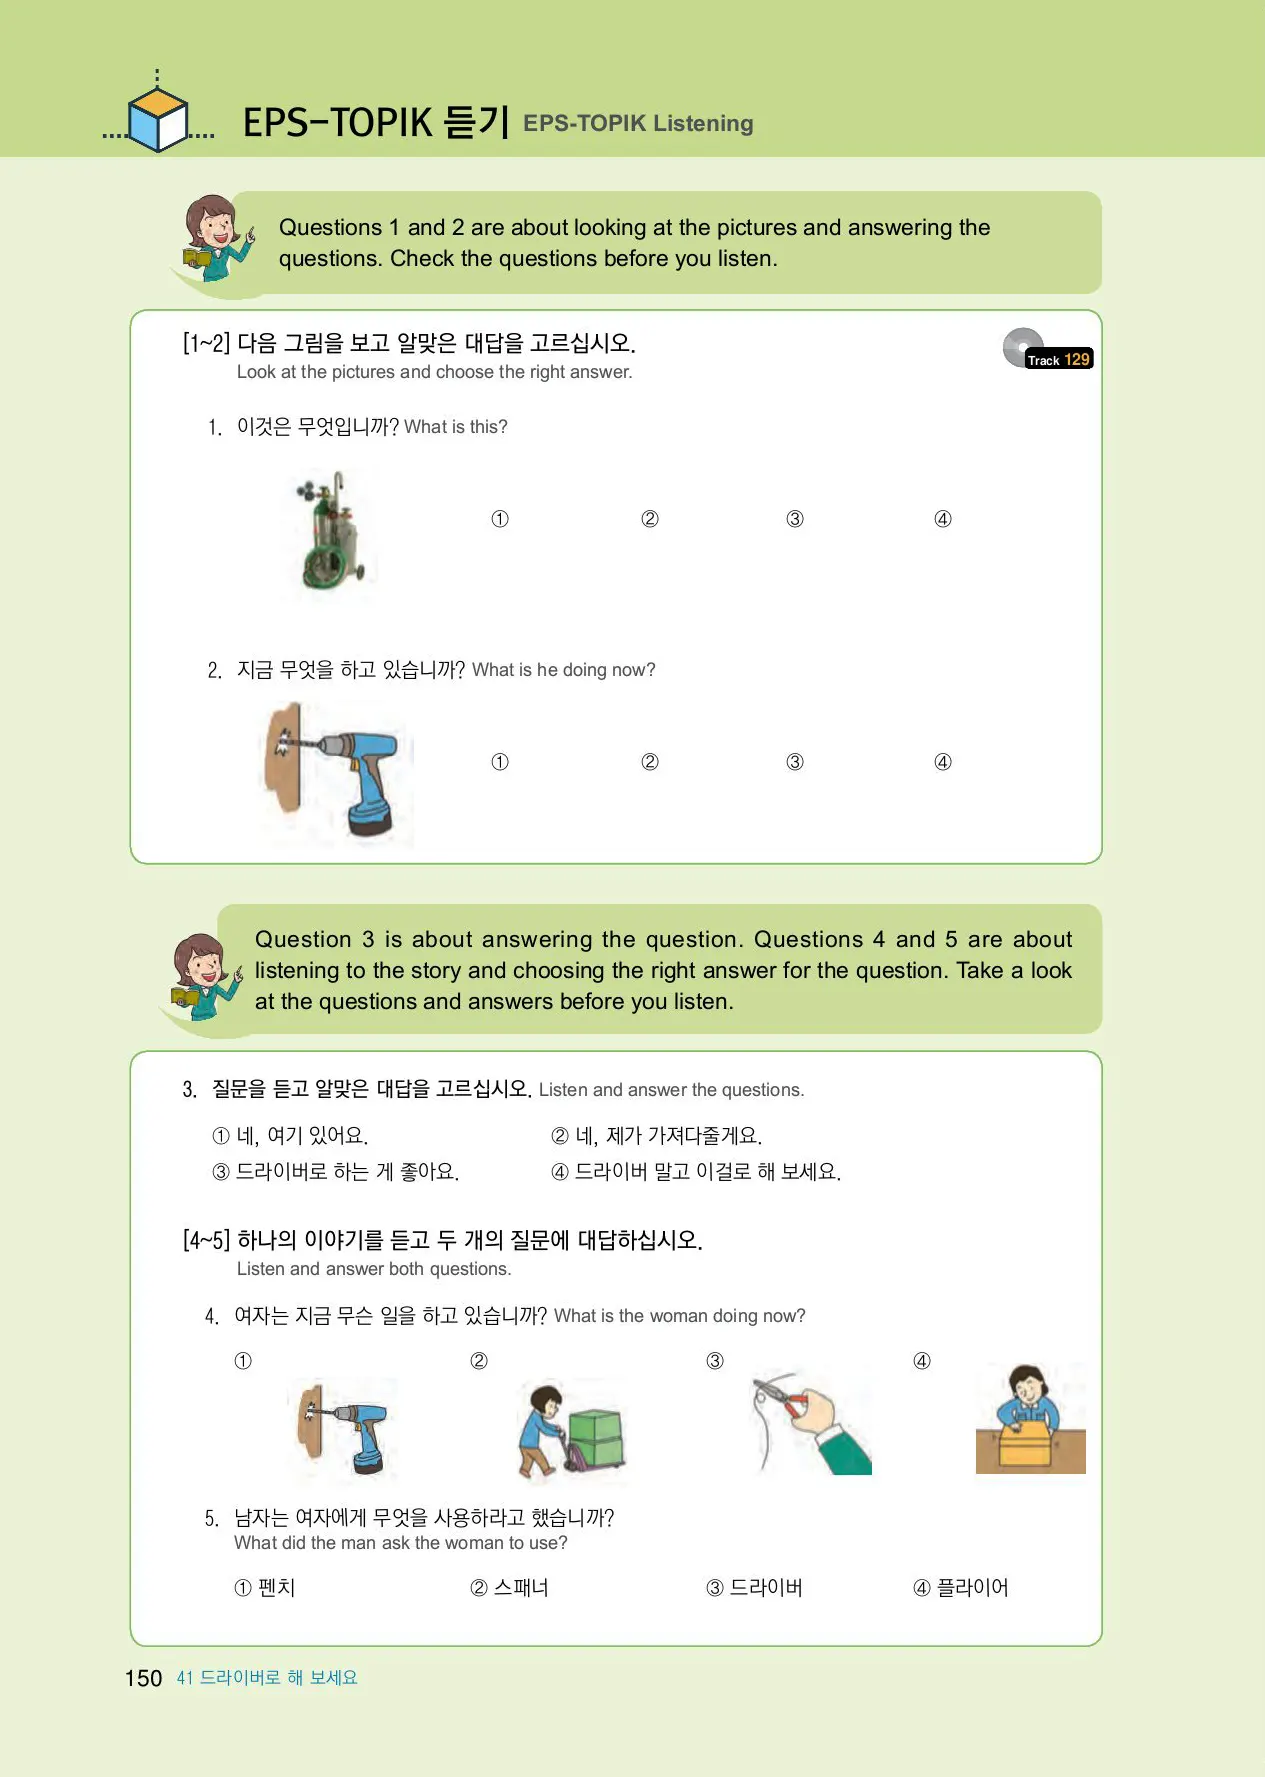 EPS-TOPIK 듣기 EPS-TOPIK Listening
Questions 1 and 2 are about looking at the pictures and answering the
questions. Check the questions before you listen.
[1~2] 다음 그림을 보고 알맞은 대답을 고르십시오.
Look at the pictures and choose the right answer.
Track 129
1. 이것은 무엇입니까? What is this?
① ② ③ ④
2. 지금 무엇을 하고 있습니까? What is he doing now?
① ② ③ ④
Question 3 is about answering the question. Questions 4 and 5 are about
listening to the story and choosing the right answer for the question. Take a look
at the questions and answers before you listen.
3. 질문을 듣고 알맞은 대답을 고르십시오. Listen and answer the questions.
① 네, 여기 있어요. ② 네, 제가 가져다줄게요.
③ 드라이버로 하는 게 좋아요. ④ 드라이버 말고 이걸로 해 보세요.
[4~5] 하나의 이야기를 듣고 두 개의 질문에 대답하십시오.
Listen and answer both questions.
4. 여자는 지금 무슨 일을 하고 있습니까? What is the woman doing now?
① ② ③ ④
5. 남자는 여자에게 무엇을 사용하라고 했습니까?
What did the man ask the woman to use?
① 펜치 ② 스패너 ③ 드라이버 ④ 플라이어
150 41 드라이버로 해 보세요